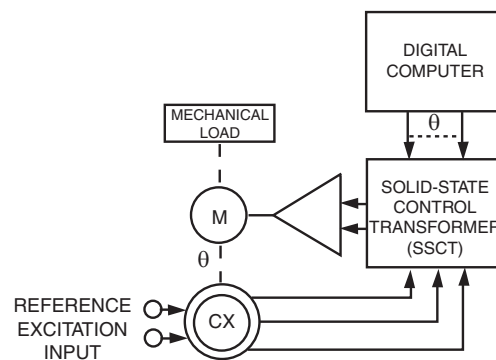 DIGITAL
COMPUTER
θ
MECHANICAL
LOAD
SOLID-STATE
CONTROL
TRANSFORMER
(SSCT)
M
θ
REFERENCE
EXCITATION
INPUT
CX